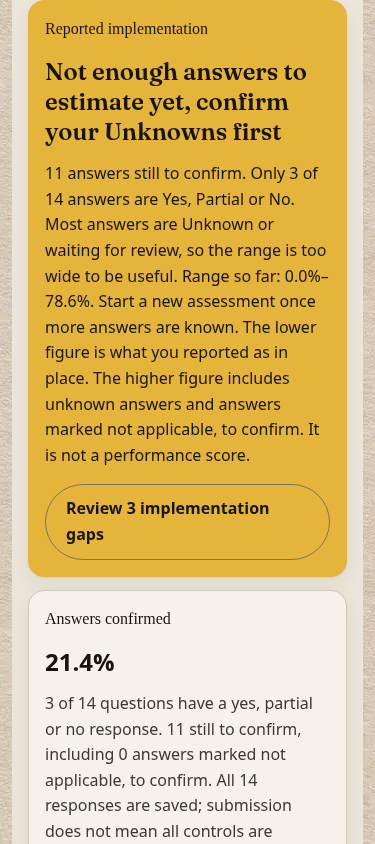 Reported implementation
Not enough answers to
estimate yet, confirm
your Unknowns first
11 answers still to confirm. Only 3 of
14 answers are Yes, Partial or No.
Most answers are Unknown or
waiting for review, so the range is too
wide to be useful. Range so far: 0.0%–
78.6%. Start a new assessment once
more answers are known. The lower
figure is what you reported as in
place. The higher figure includes
unknown answers and answers
marked not applicable, to confirm. It
is not a performance score.
Review 3 implementation
gaps
Answers confirmed
21.4%
3 of 14 questions have a yes, partial
or no response. 11 still to confirm,
including 0 answers marked not
applicable, to confirm. All 14
responses are saved; submission
does not mean all controls are